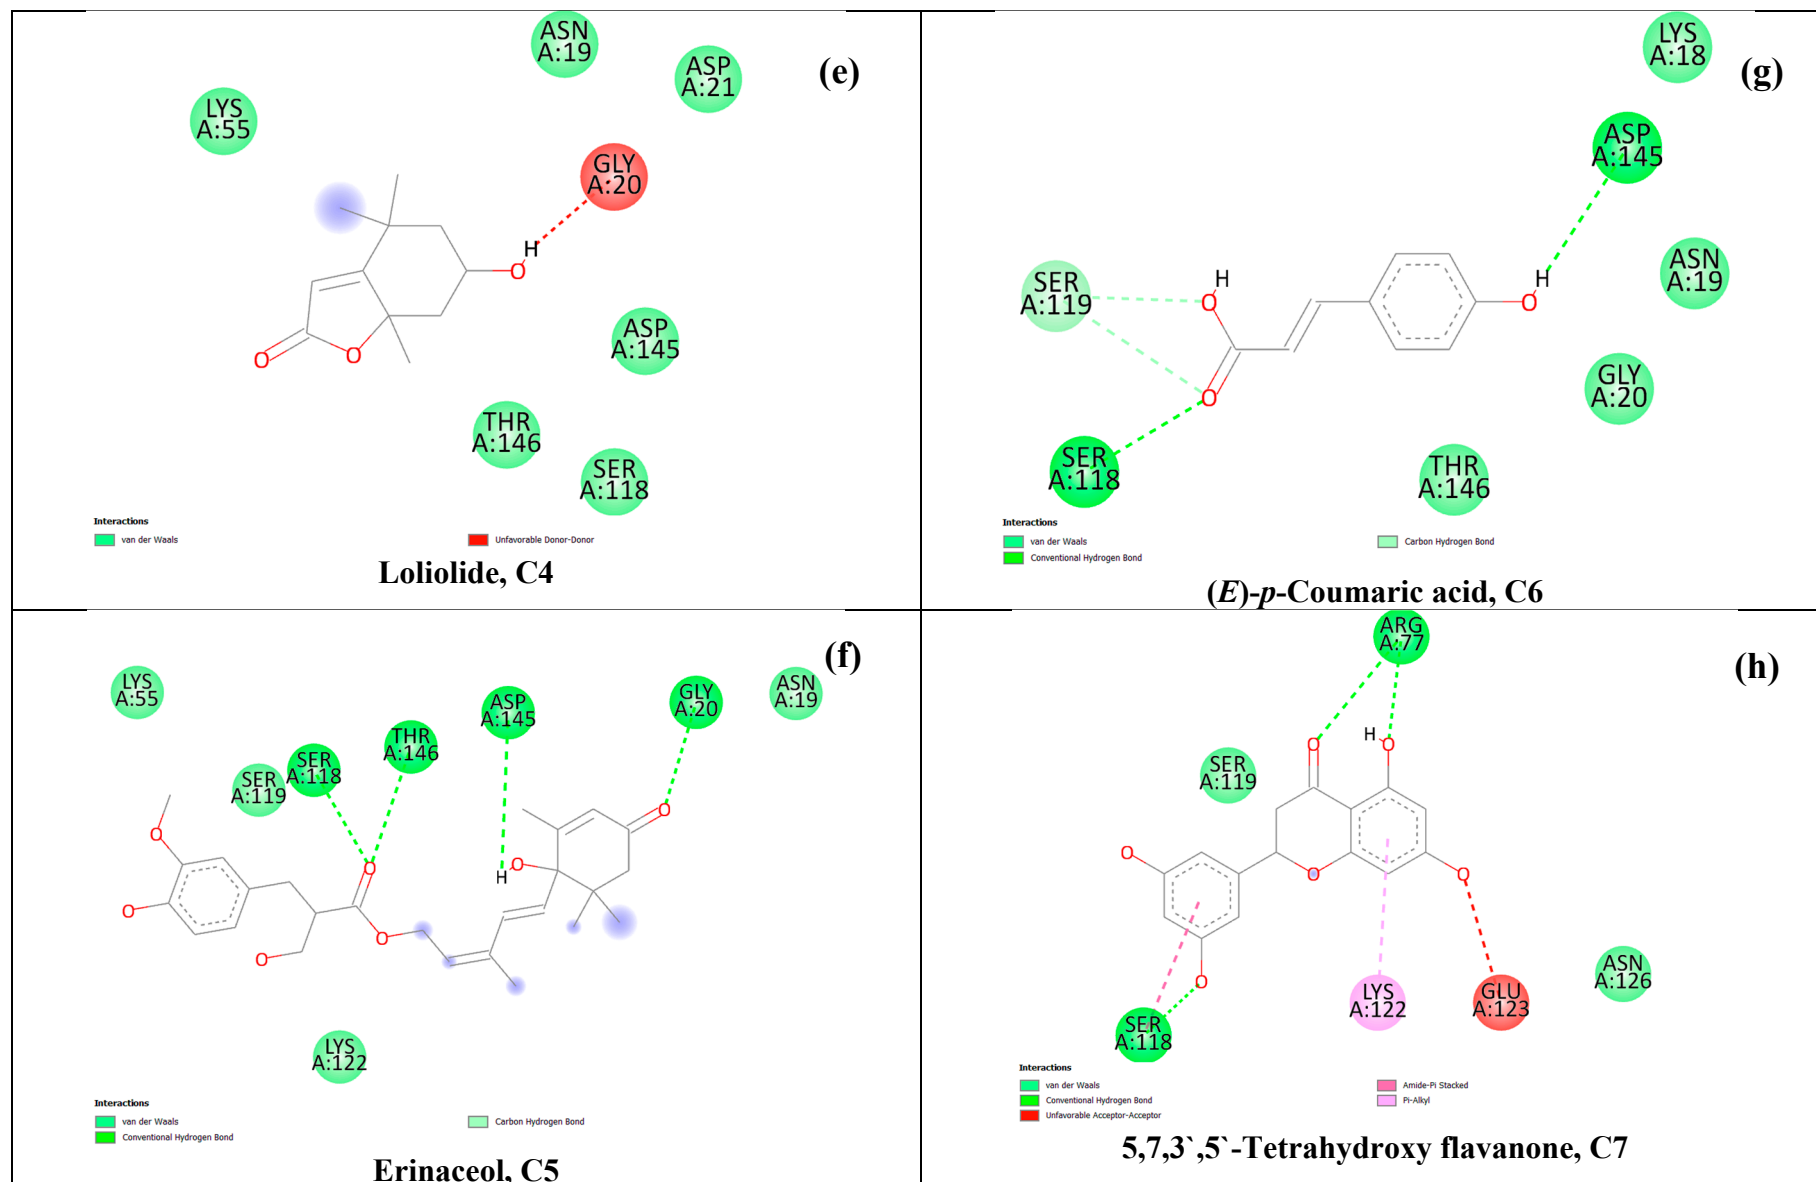 ASN
A:19
ASP
A:21
(e)
LYS
A:55
GLY
A:20
H
O
O
O
ASP
A:145
THR
A:146
SER
A:118
Interactions
van der Waals
Unfavorable Donor-Donor
Loliolide, C4
LYS
A:18
(g)
ASP
A:145
SER
A:119
H
O
H
O
ASN
A:19
O
GLY
A:20
SER
A:118
THR
A:146
Interactions
van der Waals
Conventional Hydrogen Bond
Carbon Hydrogen Bond
(E)-p-Coumaric acid, C6
(f)
LYS
A:55
ASP
A:145
GLY
A:20
ASN
A:19
THR
A:146
SER
A:118
SER
A:119
O
O
O
O
H
O
O
O
LYS
A:122
Interactions
van der Waals
Conventional Hydrogen Bond
Carbon Hydrogen Bond
Erinaceol, C5
ARG
A:77
(h)
H
O
O
SER
A:119
O
O
O
O
ASN
A:126
LYS
A:122
GLU
A:123
SER
A:118
Interactions
van der Waals
Conventional Hydrogen Bond
Unfavorable Acceptor-Acceptor
Amide-Pi Stacked
Pi-Alkyl
5,7,3`,5`-Tetrahydroxy flavanone, C7